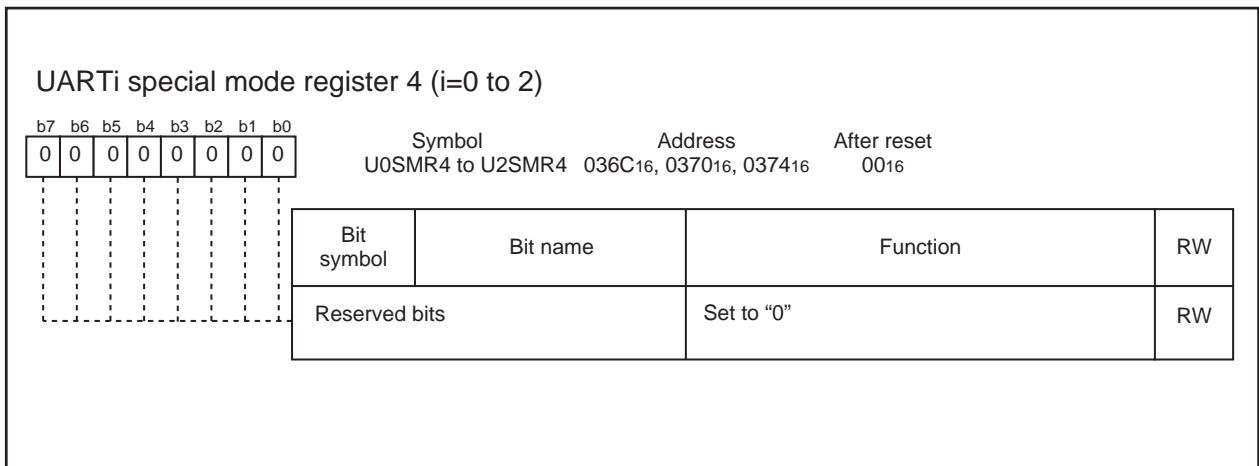 UARTi special mode register 4 (i=0 to 2)
b7 b6 b5 b4 b3 b2 b1 b0
0 0 0 0 0 0 0 0
Symbol Address After reset
U0SMR4 to U2SMR4 036C16, 037016, 037416 0016
Bit symbol Bit name Function RW
Reserved bits Set to “0” RW